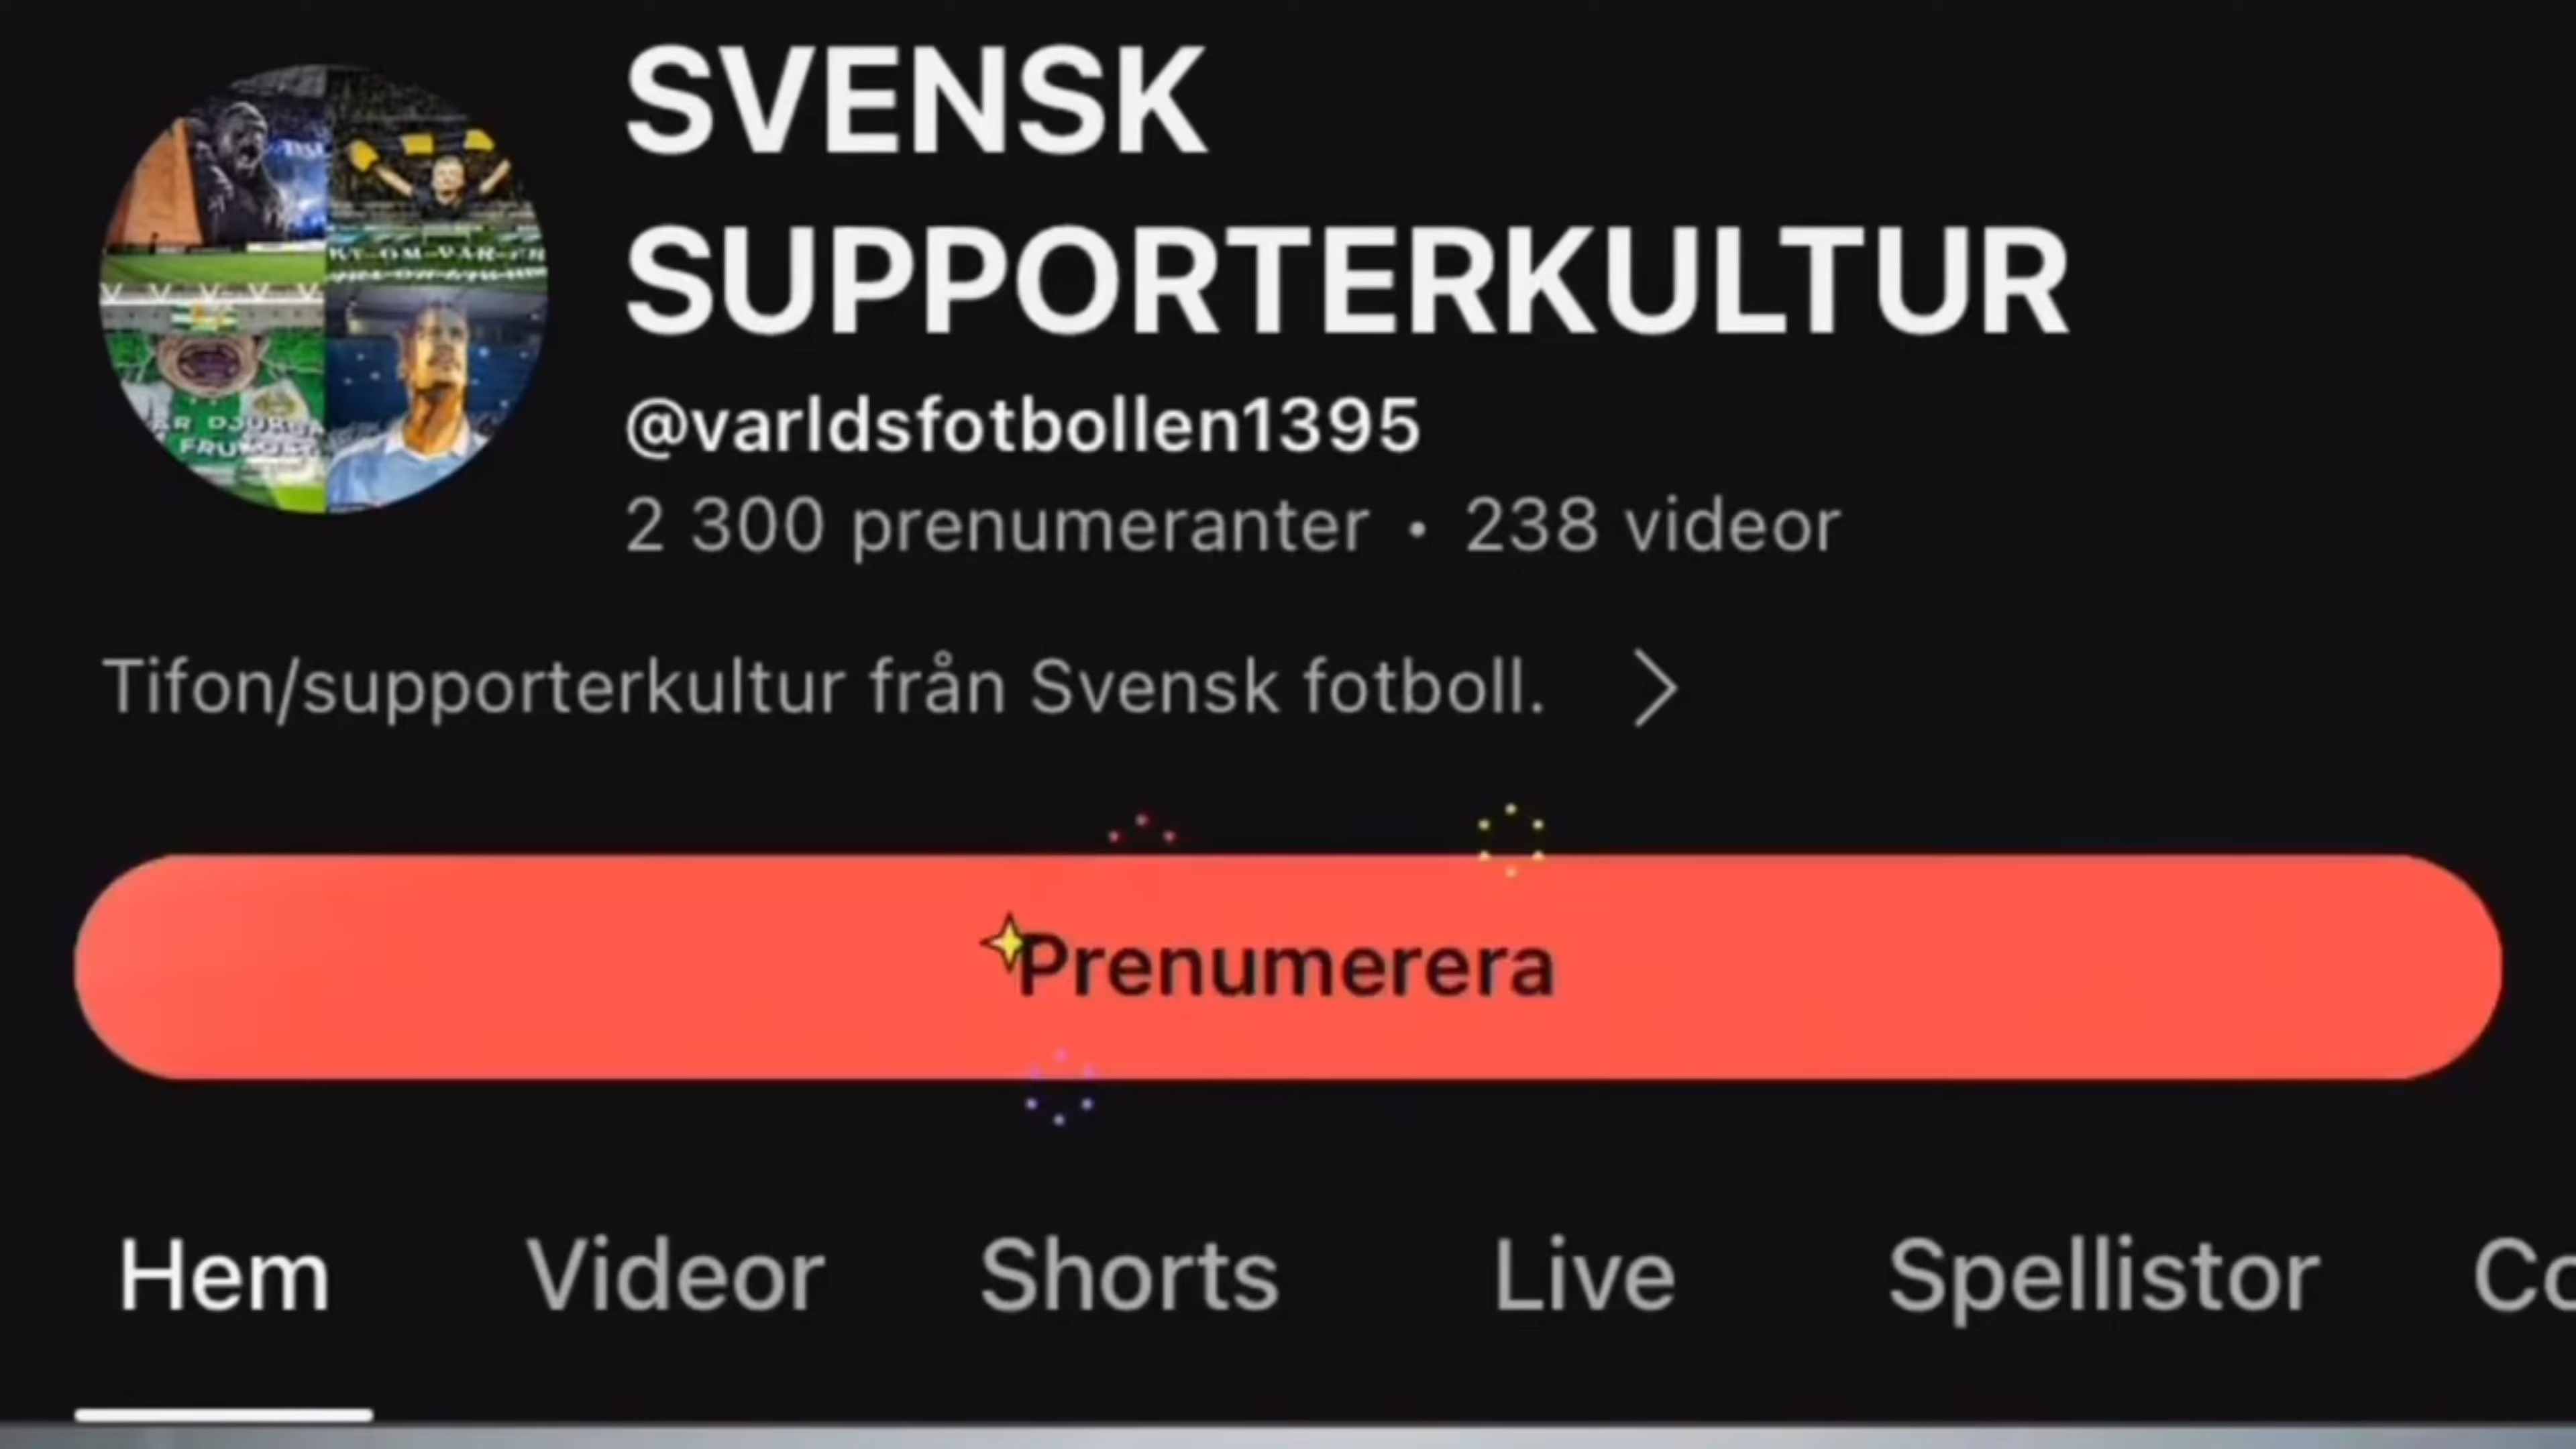 SVENSK
SUPPORTERKULTUR
@varldsfotbollen1395
2 300 prenumeranter • 238 videor
Tifon/supporterkultur från Svensk fotboll.
Prenumerera
Hem Videor Shorts Live Spellistor Co